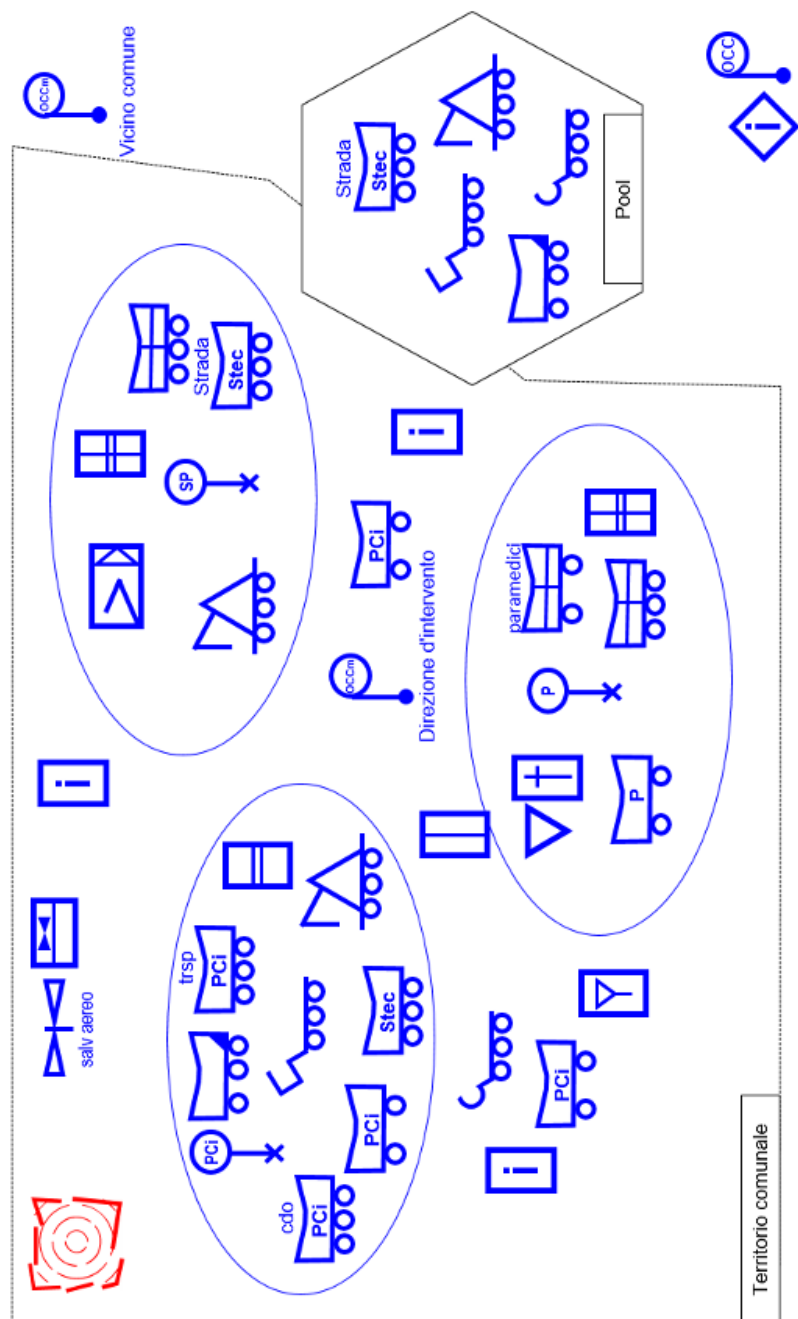 OCCm
Vicino comune
i
salv aereo
SP
Strada
Stec
trsp
PCi
PCi
cdo
PCi
PCi
Stec
OCCm
Direzione d'intervento
PCi
i
Strada
Stec
Pool
i
PCi
paramedici
P
P
OCC
i
Territorio comunale